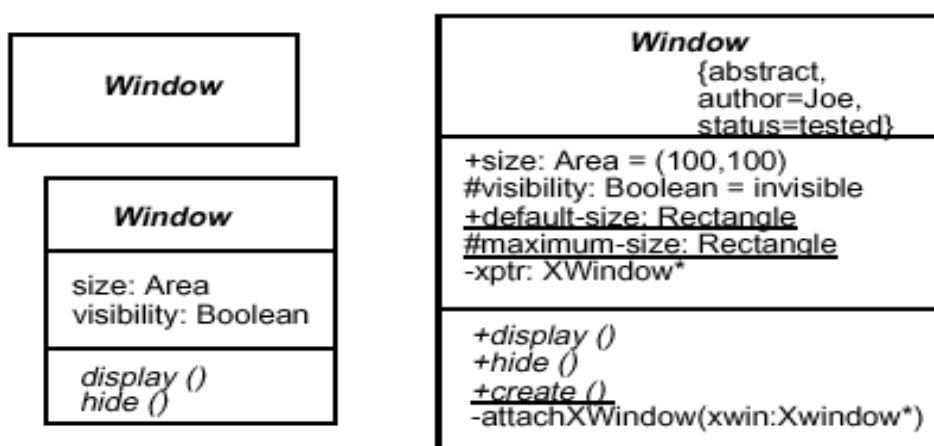 Window
Window
size: Area
visibility: Boolean
display ()
hide ()
Window
{abstract,
author=Joe,
status=tested}
+size: Area = (100,100)
#visibility: Boolean = invisible
+default-size: Rectangle
#maximum-size: Rectangle
-xptr: XWindow*
+display ()
+hide ()
+create ()
-attachXWindow(xwin:Xwindow*)